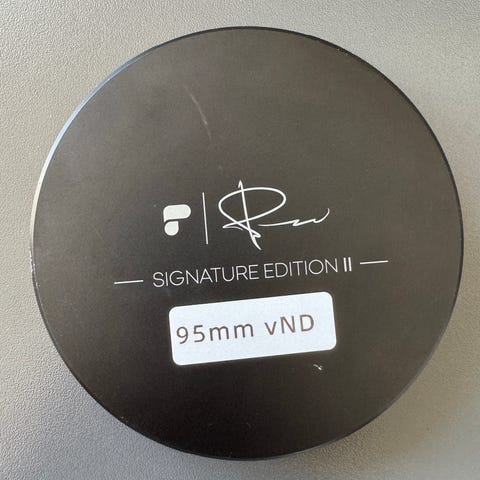 SIGNATURE EDITION II
95mm vND